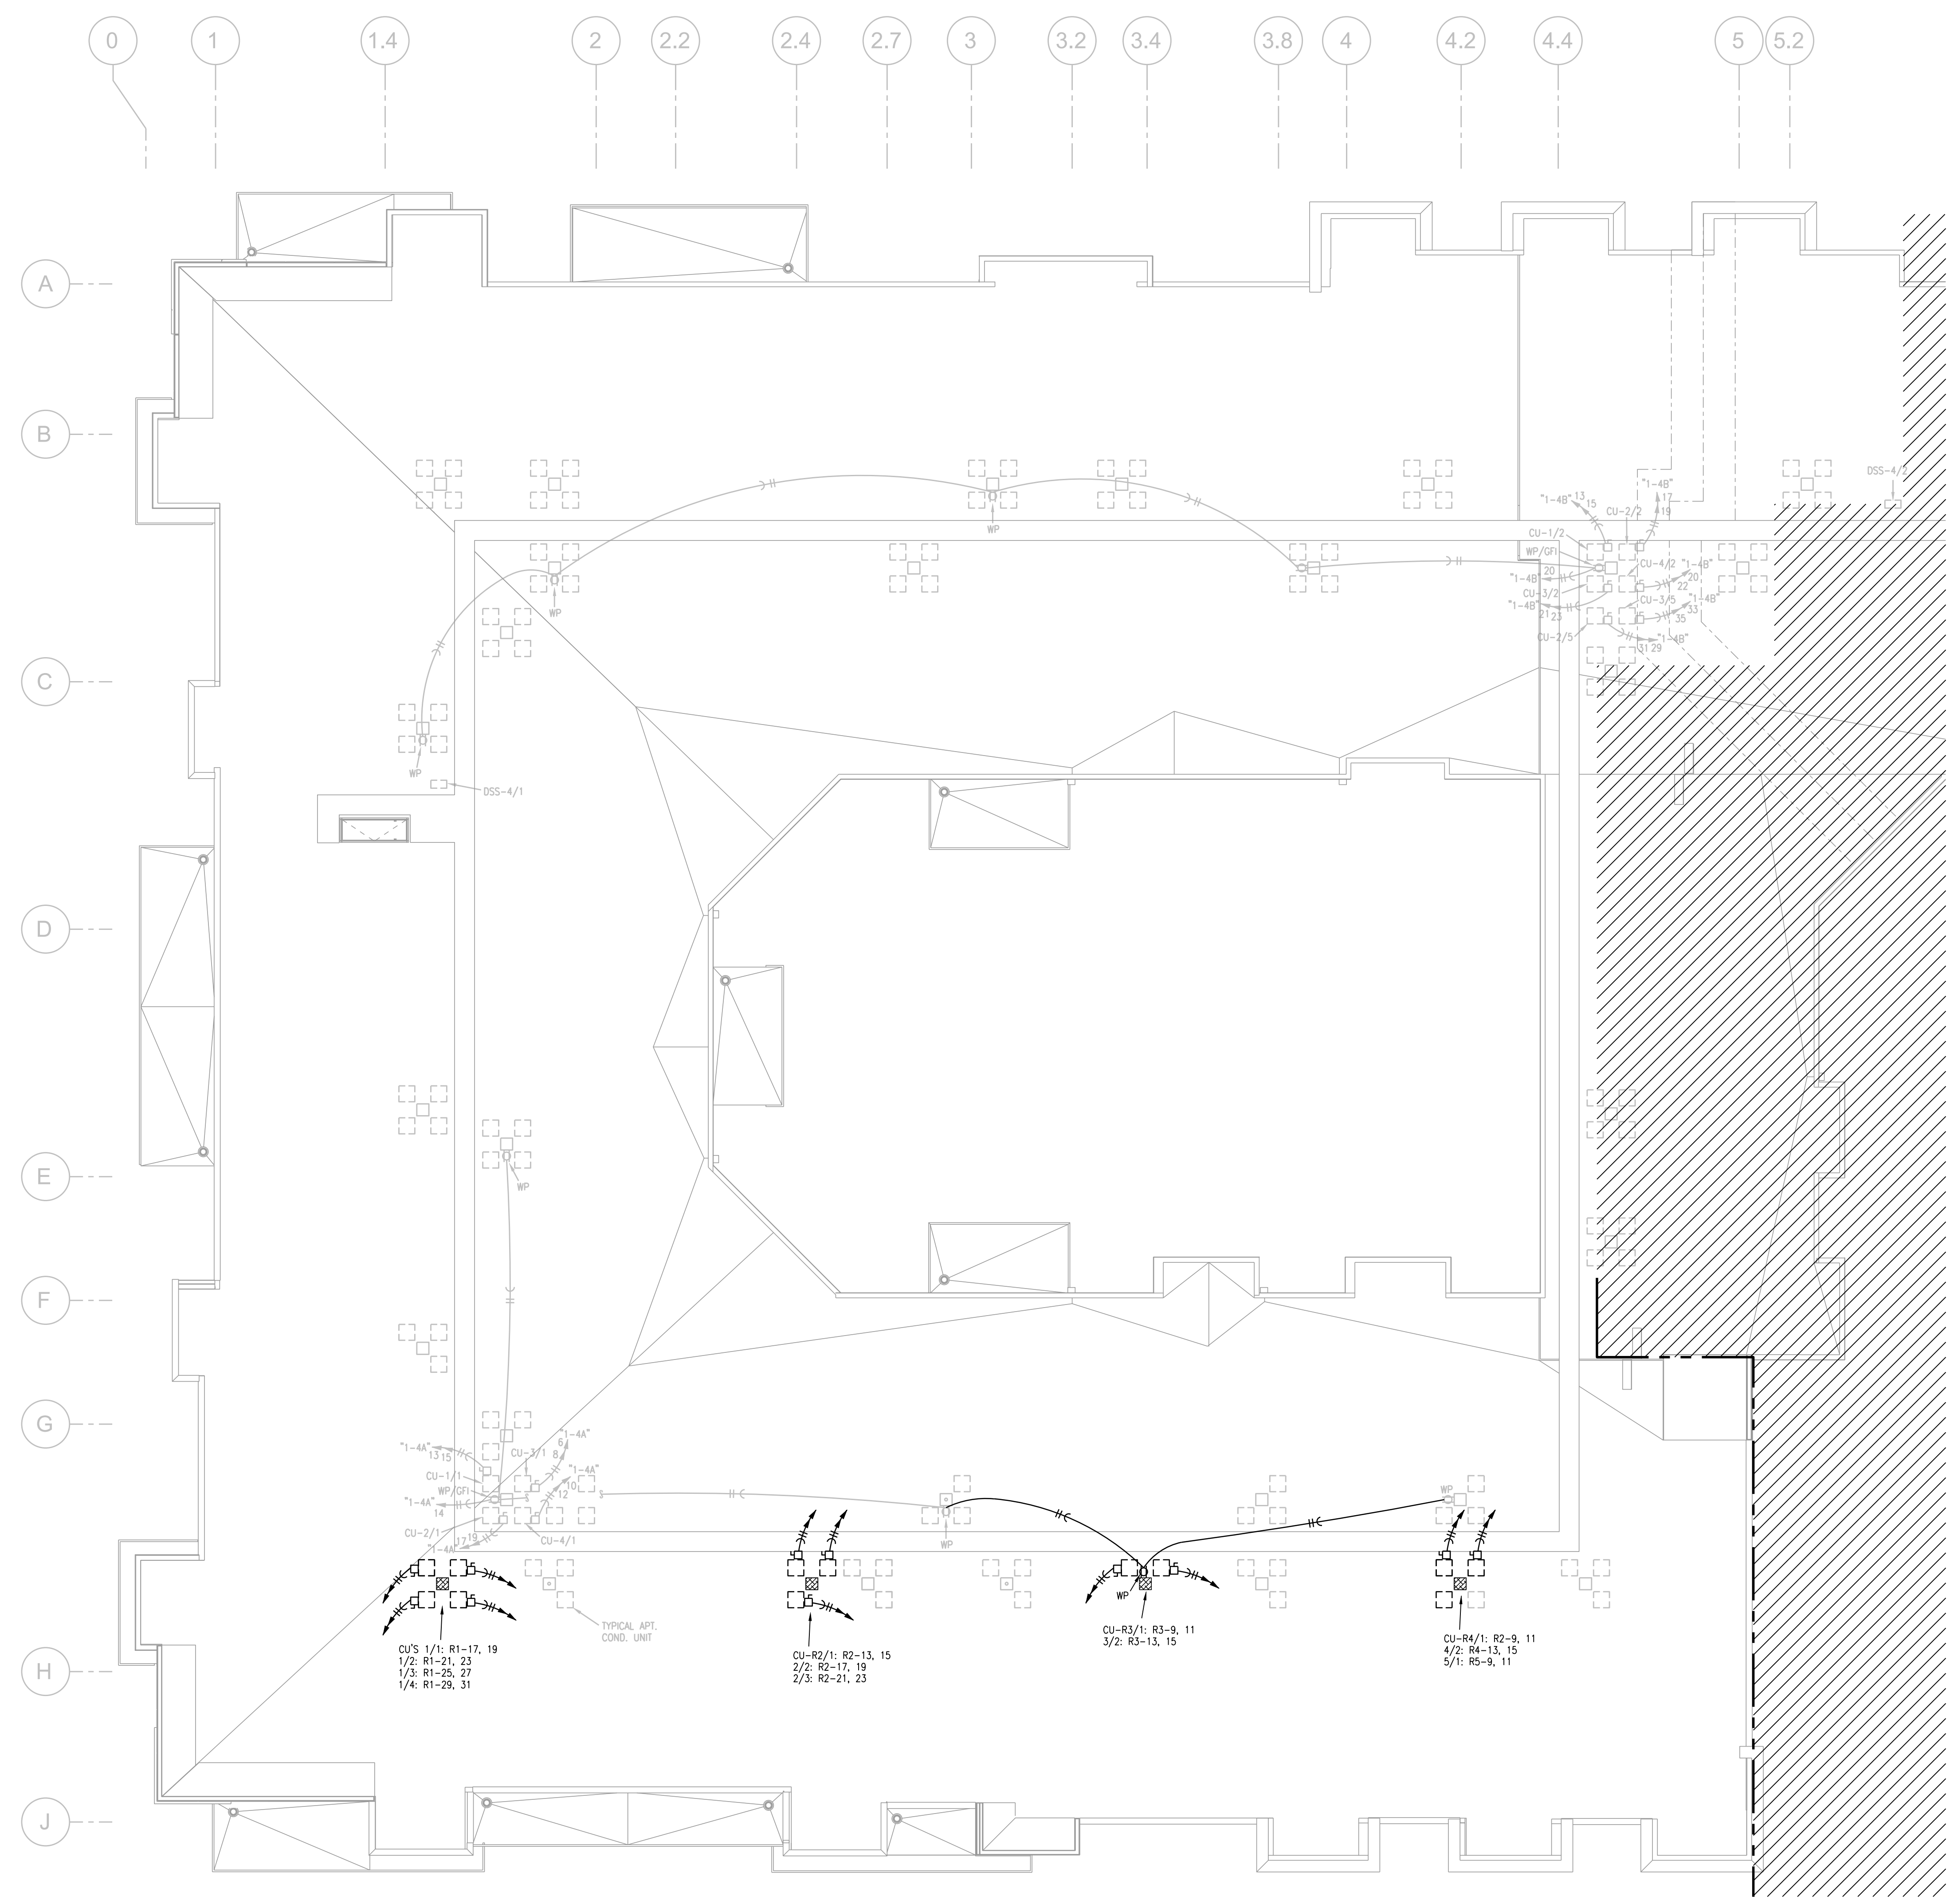 0
1
1.4
2
2.2
2.4
2.7
3
3.2
3.4
3.8
4
4.2
4.4
5
5.2
A
B
C
D
E
F
G
H
J
DSS-4/2
"1-4B"
13
15
"1-4B"
17
19
CU-2/2
CU-1/2
WP/GFI
CU-4/2
"1-4B"
20
"1-4B"
20
22
CU-3/2
CU-3/5
"1-4B"
"1-4B"
21
23
33
35
CU-2/5
"1-4B"
31
29
WP
WP
WP
DSS-4/1
WP
"1-4A"
13
15
CU-3/1
"1-4A"
6
8
CU-1/1
"1-4A"
10
12
WP/GFI
"1-4A"
14
S
S
CU-2/1
17
19
"1-4A
CU-4/1
WP
WP
WP
TYPICAL APT.
COND. UNIT
CU'S 1/1: R1-17, 19
1/2: R1-21, 23
1/3: R1-25, 27
1/4: R1-29, 31
CU-R2/1: R2-13, 15
2/2: R2-17, 19
2/3: R2-21, 23
CU-R3/1: R3-9, 11
3/2: R3-13, 15
CU-R4/1: R2-9, 11
4/2: R4-13, 15
5/1: R5-9, 11